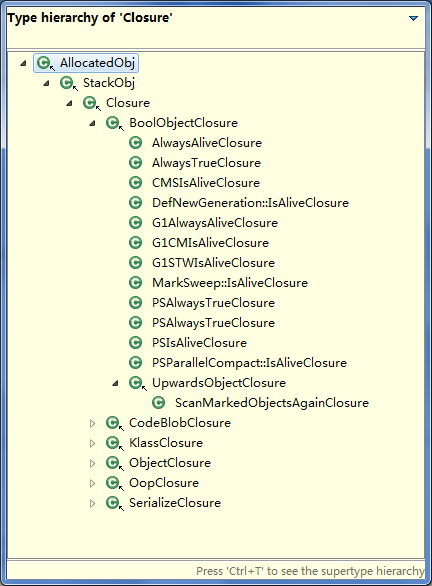 Type hierarchy of 'Closure'
AllocatedObj
StackObj
Closure
BoolObjectClosure
AlwaysAliveClosure
AlwaysTrueClosure
CMSIsAliveClosure
DefNewGeneration::IsAliveClosure
G1AlwaysAliveClosure
G1CMIsAliveClosure
G1STWIsAliveClosure
MarkSweep::IsAliveClosure
PSAlwaysTrueClosure
PSAlwaysTrueClosure
PSIsAliveClosure
PSParallelCompact::IsAliveClosure
UpwardsObjectClosure
ScanMarkedObjectsAgainClosure
CodeBlobClosure
KlassClosure
ObjectClosure
OopClosure
SerializeClosure
Press 'Ctrl+T' to see the supertype hierarchy